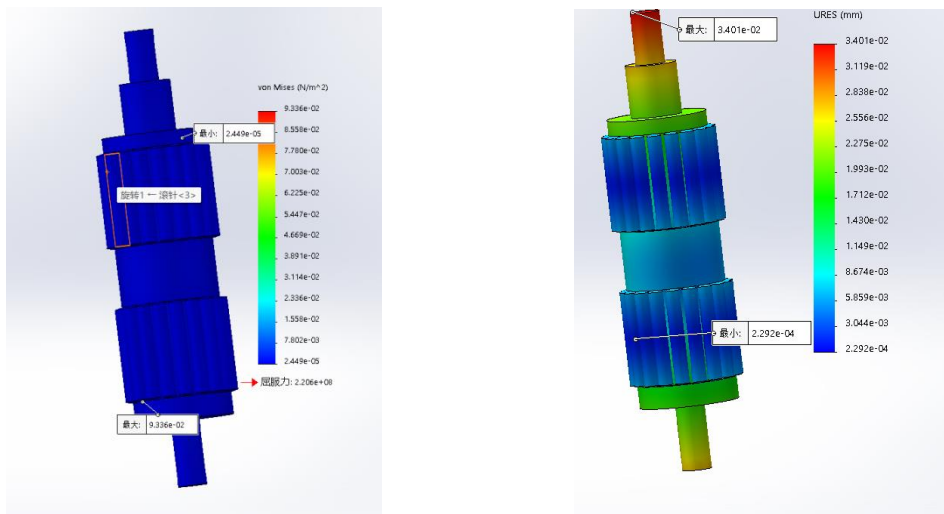 von Mises (N/m^2)
9.336e-02
8.558e-02
7.780e-02
7.003e-02
6.225e-02
5.447e-02
4.669e-02
3.891e-02
3.114e-02
2.336e-02
1.558e-02
7.802e-03
2.449e-05
屈服力: 2.206e+08
最小: 2.449e-05
旋转1 ← 滚针<3>
最大: 9.336e-02
URES (mm)
3.401e-02
3.119e-02
2.838e-02
2.556e-02
2.275e-02
1.993e-02
1.712e-02
1.430e-02
1.149e-02
8.674e-03
5.859e-03
3.044e-03
2.292e-04
最大: 3.401e-02
最小: 2.292e-04